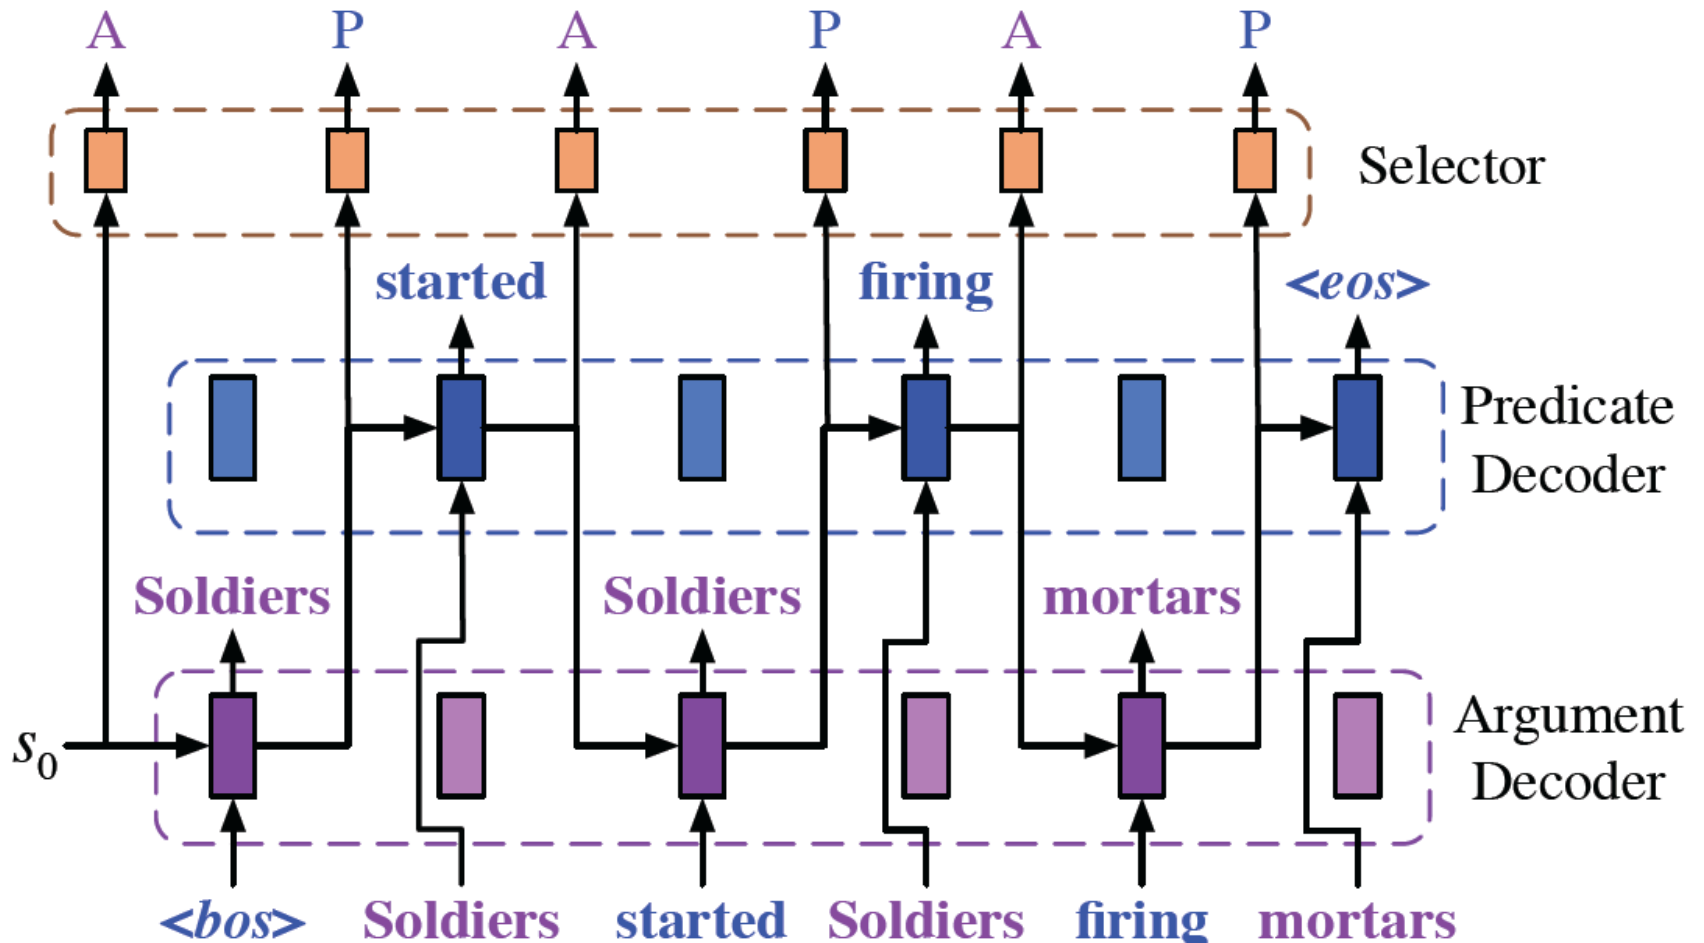 A P A P A P
Selector
started firing <eos>
Predicate
Decoder
Soldiers Soldiers mortars
Argument
Decoder
s0
<bos> Soldiers started Soldiers firing mortars